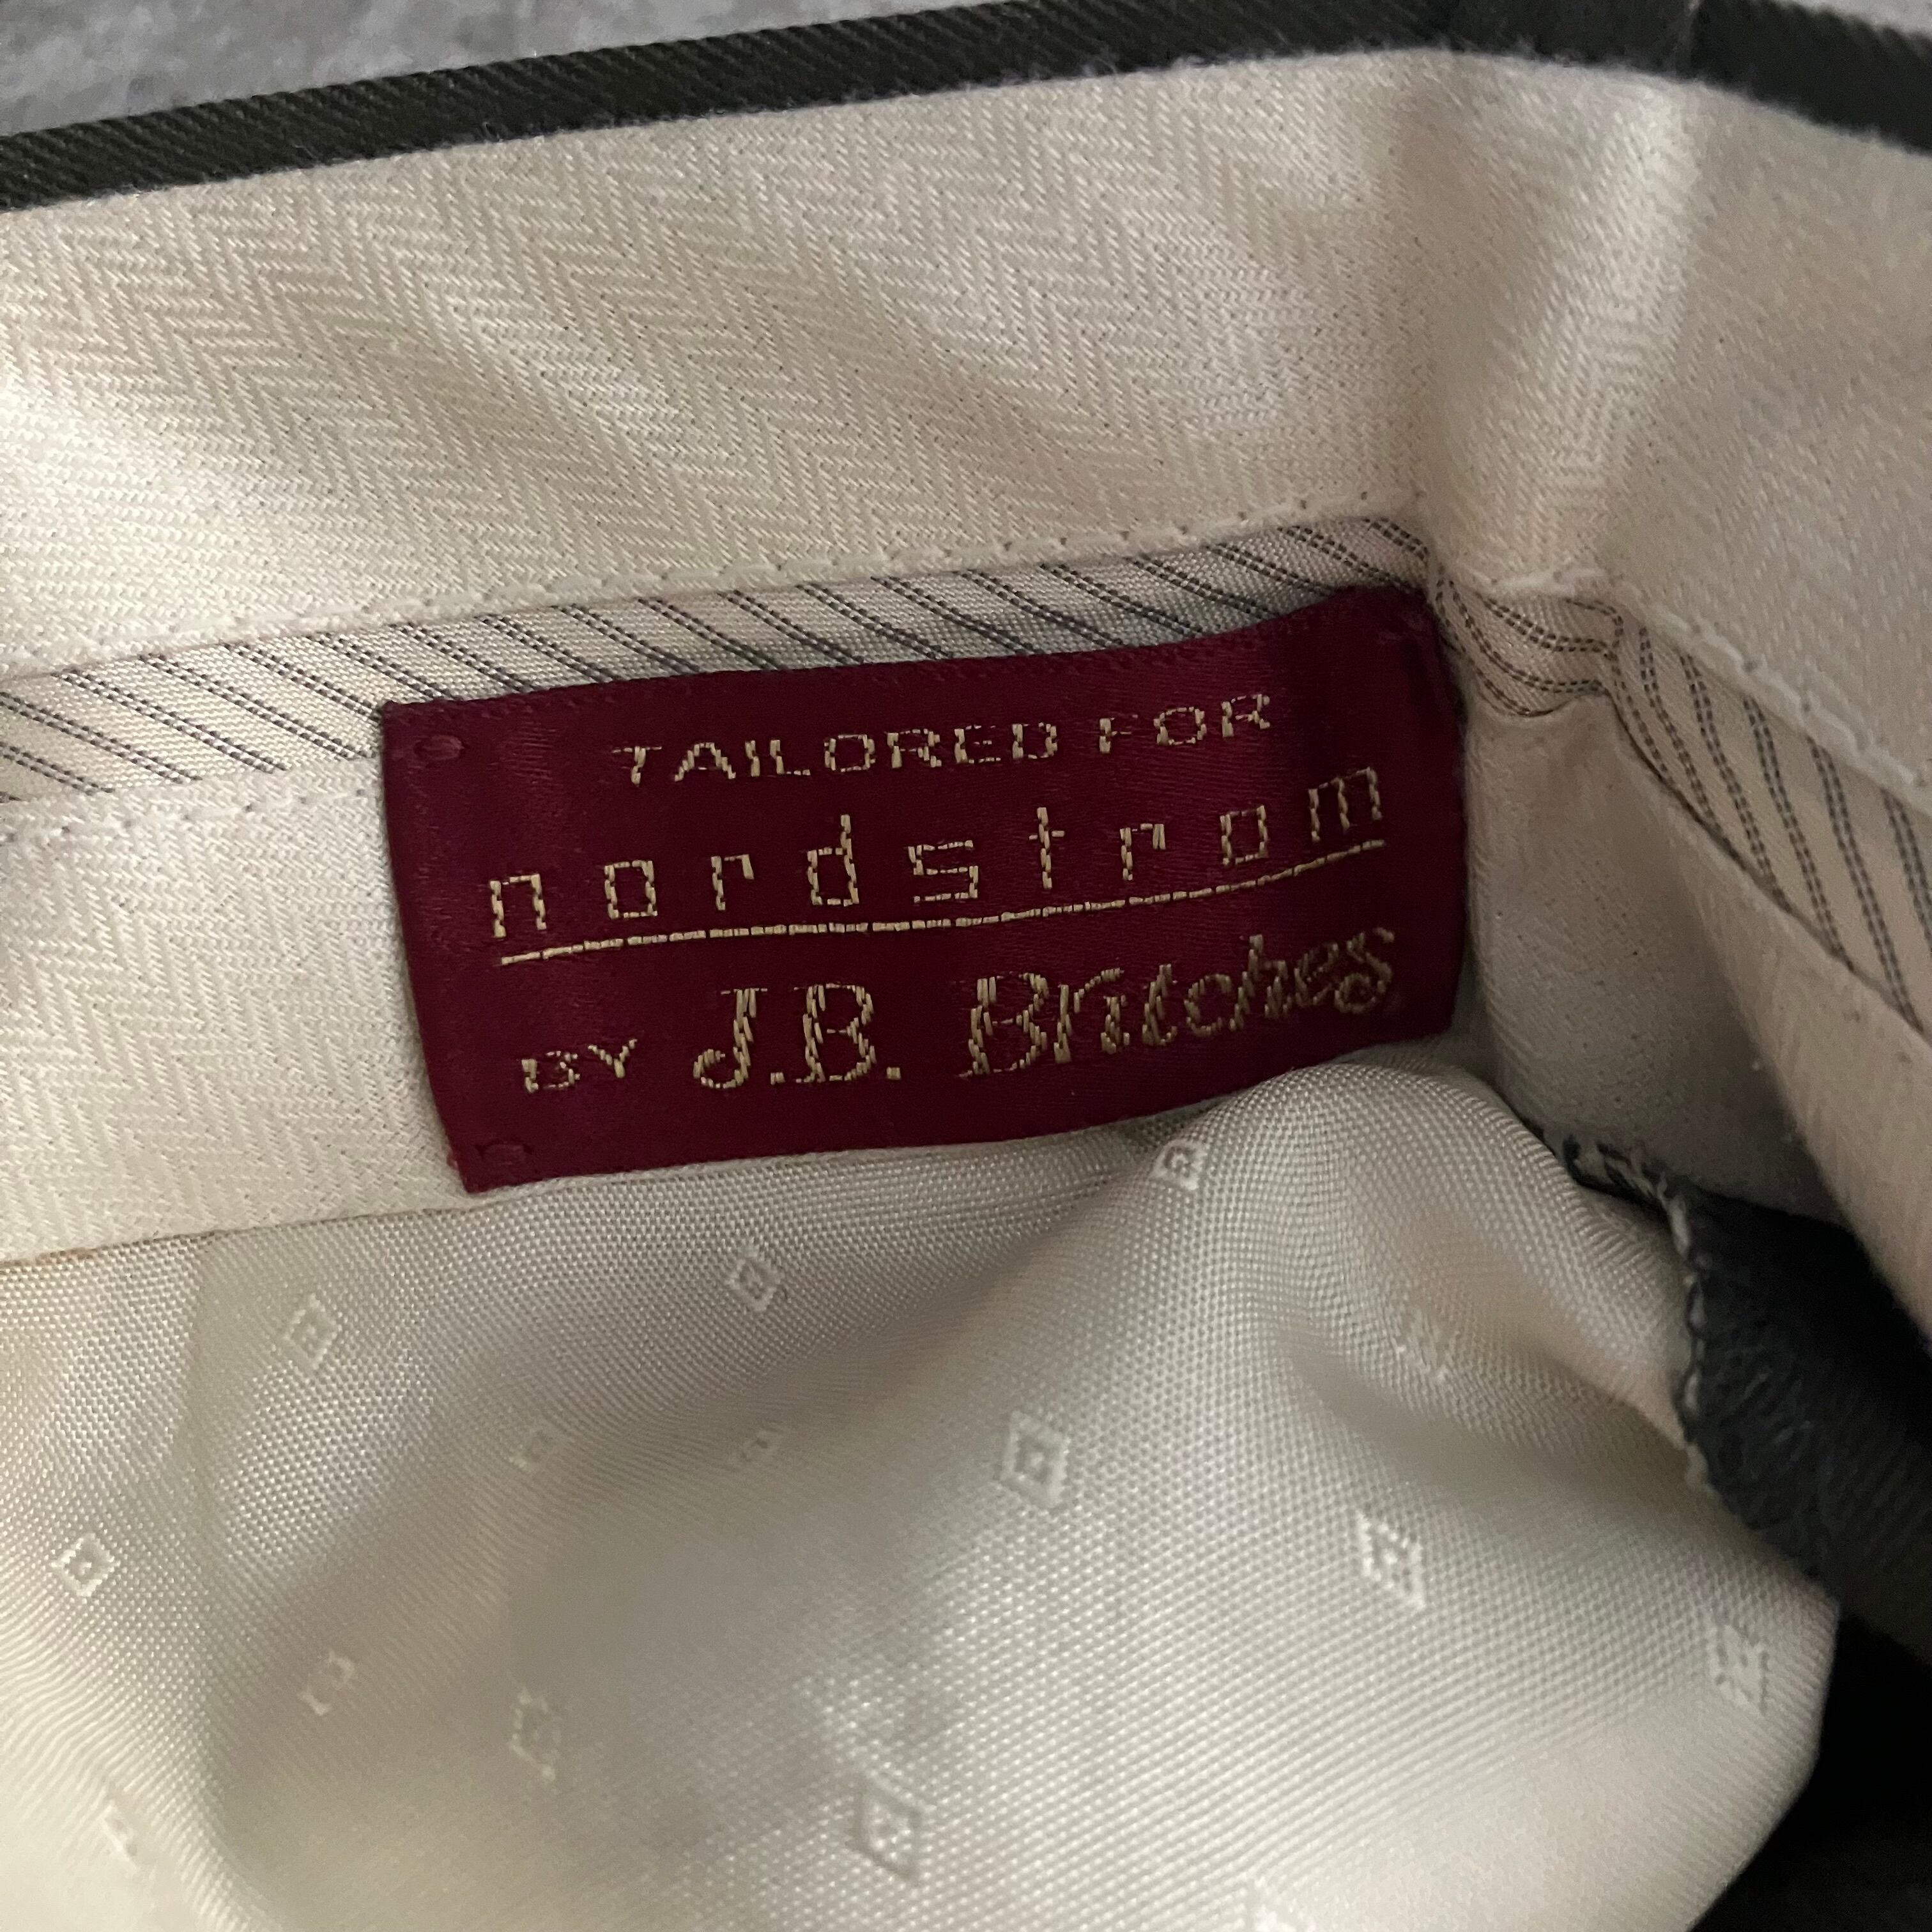 TAILORED FOR
nordstrom
BY J.B. Britches